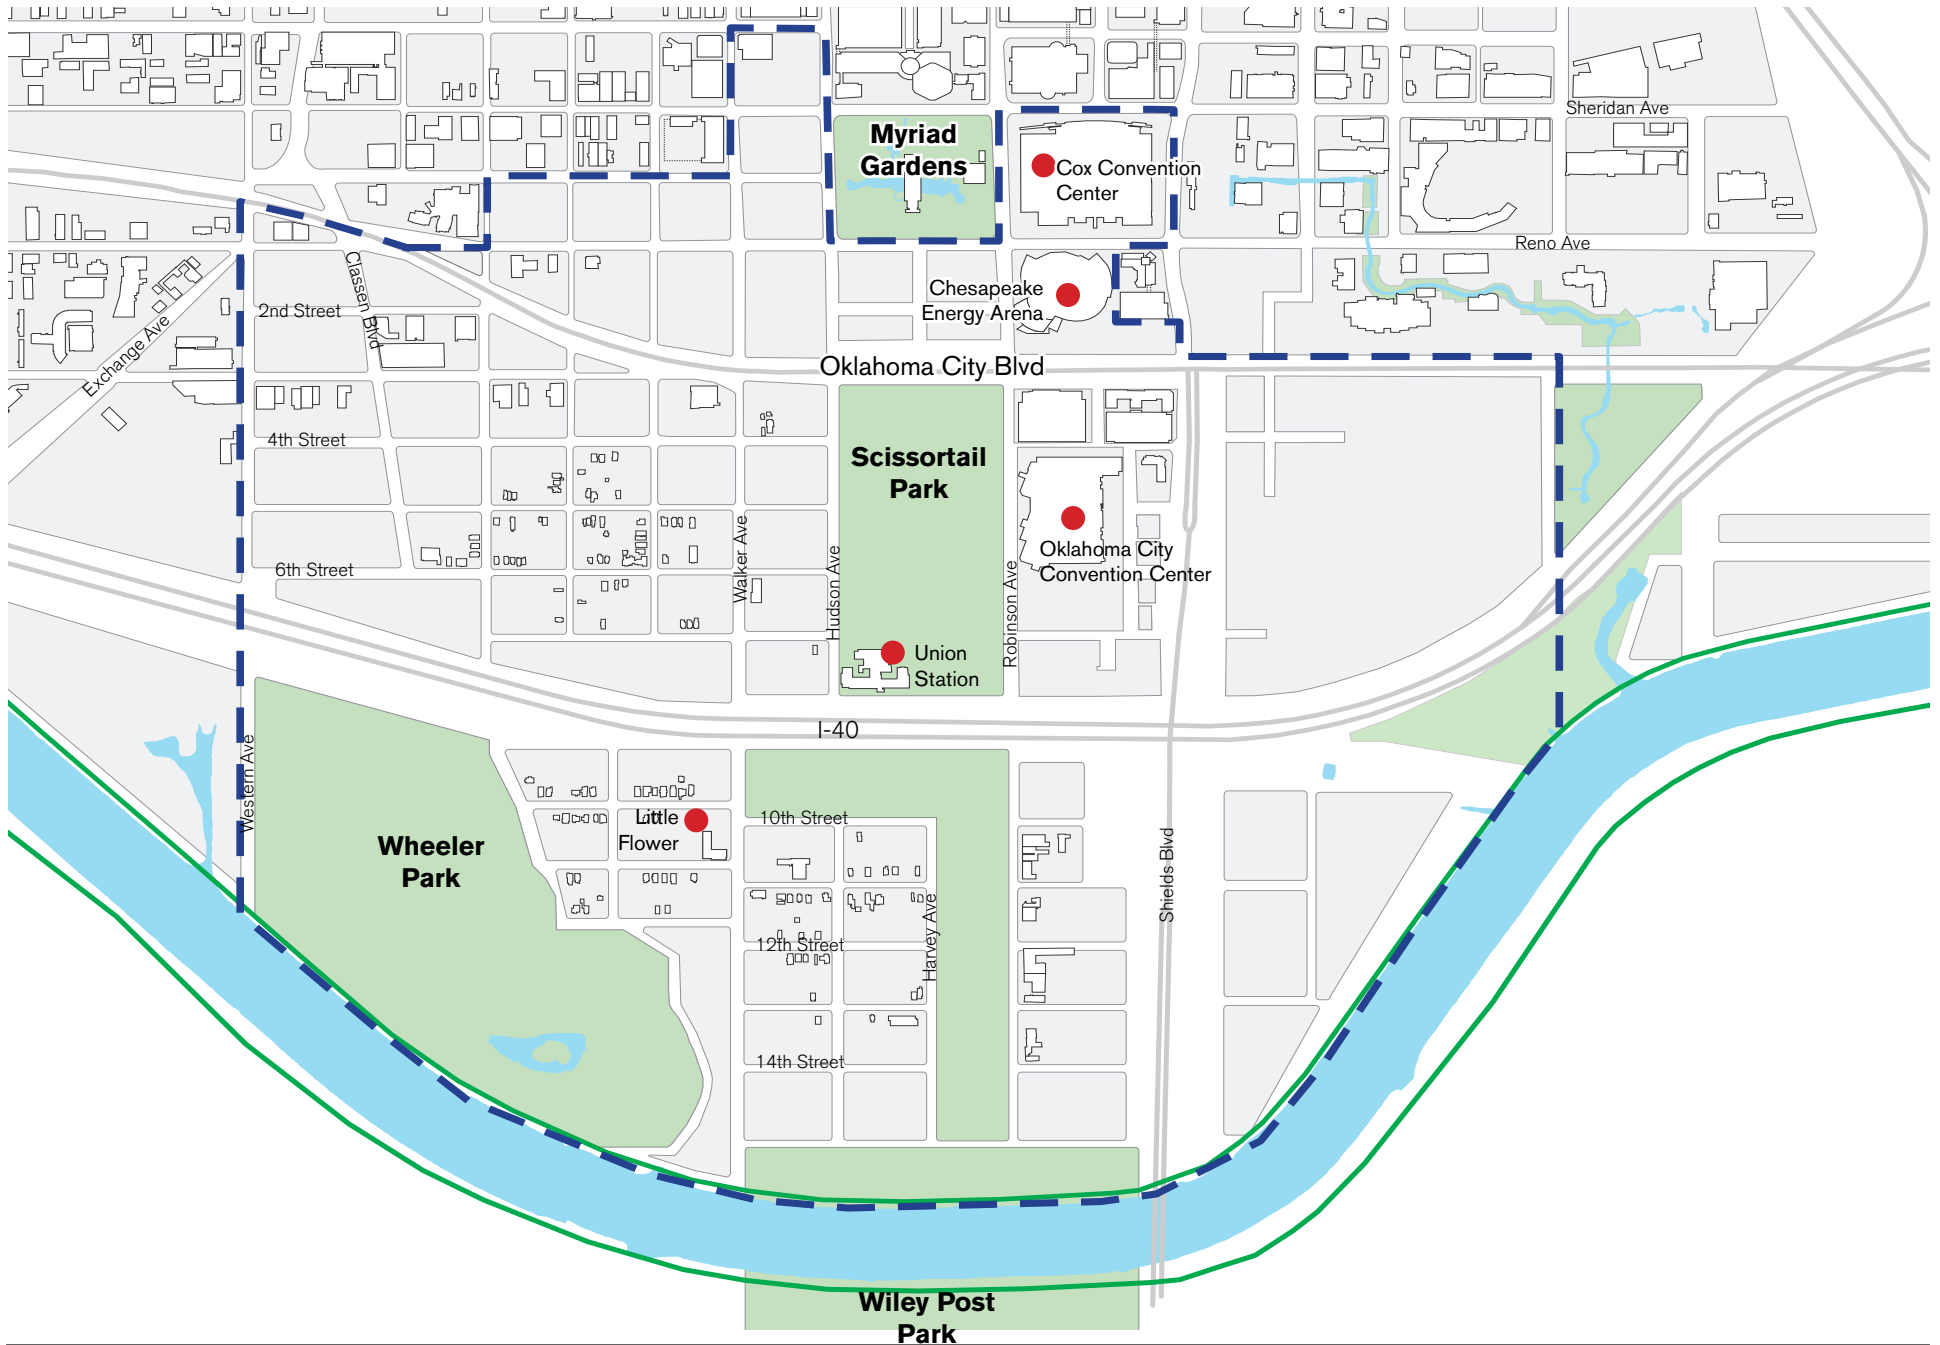 Sheridan Ave
Myriad
Gardens
Cox Convention
Center
Reno Ave
Classen Blvd
Chesapeake
Energy Arena
2nd Street
Exchange Ave
Oklahoma City Blvd
4th Street
Scissortail
Park
Oklahoma City
Convention Center
6th Street
Walker Ave
Hudson Ave
Robinson Ave
Union
Station
I-40
Western Ave
Little
Flower
10th Street
Wheeler
Park
Shields Blvd
Harvey Ave
12th Street
14th Street
Wiley Post
Park